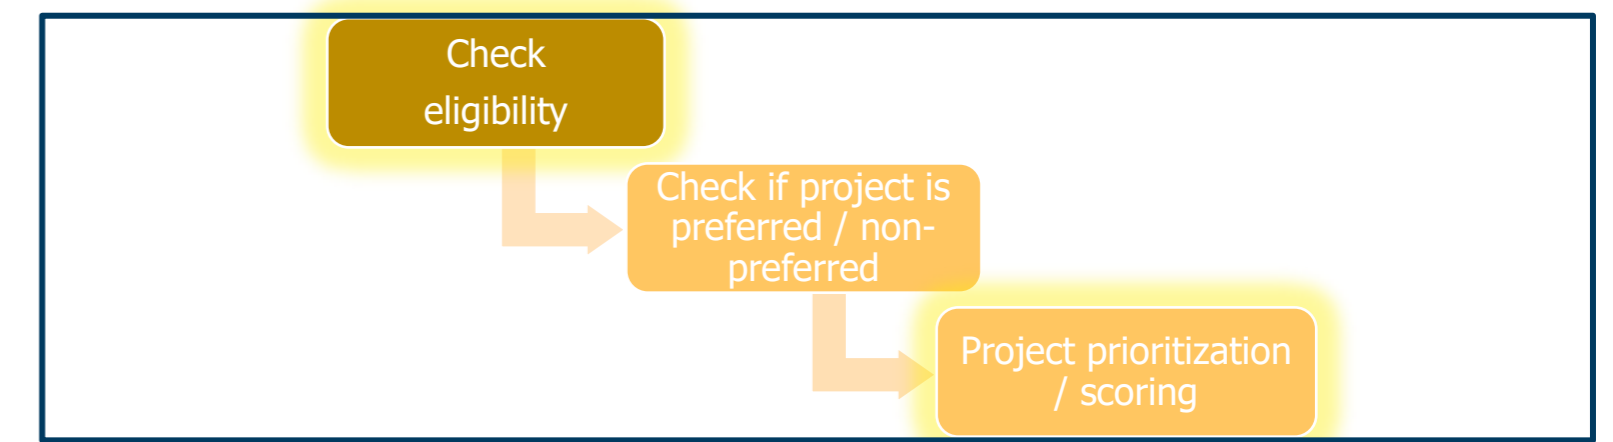 Check
eligibility
Check if project is
preferred / non-
preferred
Project prioritization
/ scoring